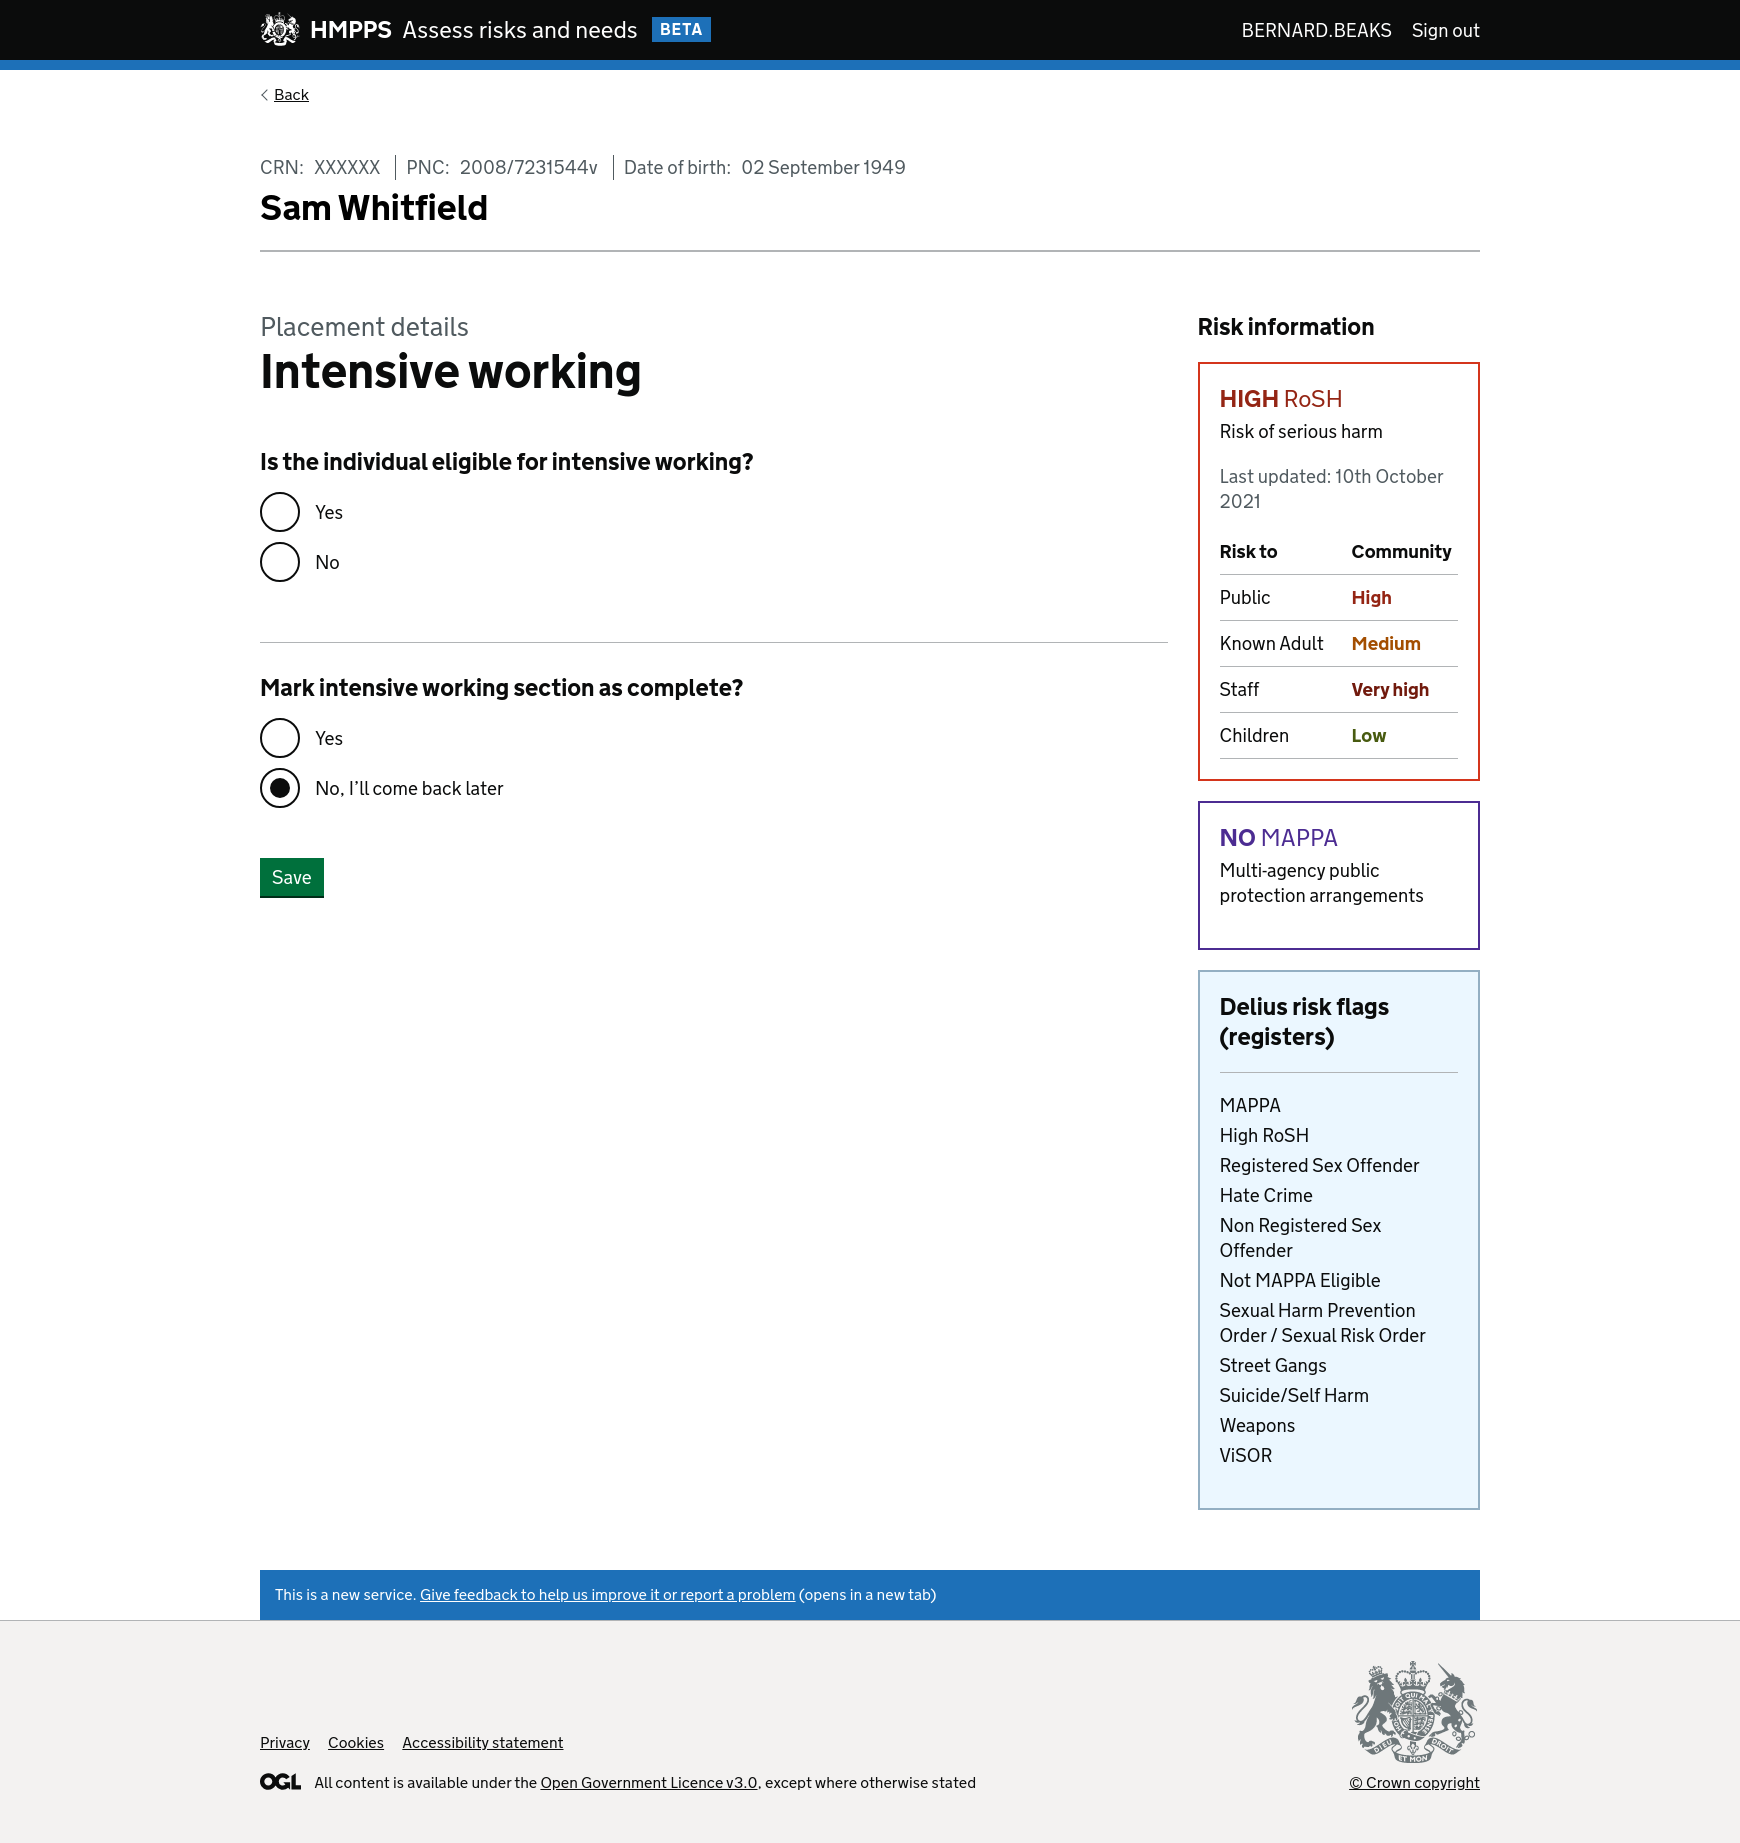 HMPPS Assess risks and needs BETA
BERNARD.BEAKS Sign out
Back
CRN: XXXXXX PNC: 2008/7231544v Date of birth: 02 September 1949
Sam Whitfield
Placement details
Intensive working
Is the individual eligible for intensive working?
Yes
No
Mark intensive working section as complete?
Yes
No, I’ll come back later
Save
Risk information
HIGH RoSH
Risk of serious harm
Last updated: 10th October
2021
Risk to Community
Public High
Known Adult Medium
Staff Very high
Children Low
NO MAPPA
Multi-agency public
protection arrangements
Delius risk flags
(registers)
MAPPA
High RoSH
Registered Sex Offender
Hate Crime
Non Registered Sex
Offender
Not MAPPA Eligible
Sexual Harm Prevention
Order / Sexual Risk Order
Street Gangs
Suicide/Self Harm
Weapons
ViSOR
This is a new service. Give feedback to help us improve it or report a problem (opens in a new tab)
Privacy Cookies Accessibility statement
OGL All content is available under the Open Government Licence v3.0, except where otherwise stated
DIEU ET MON DROIT
© Crown copyright